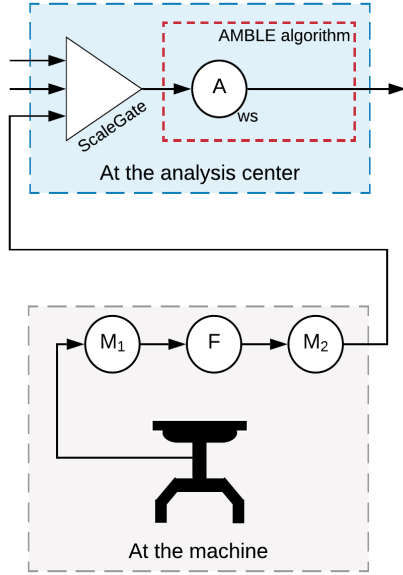 AMBLE algorithm
A
ws
ScaleGate
At the analysis center
M₁
F
M₂
At the machine